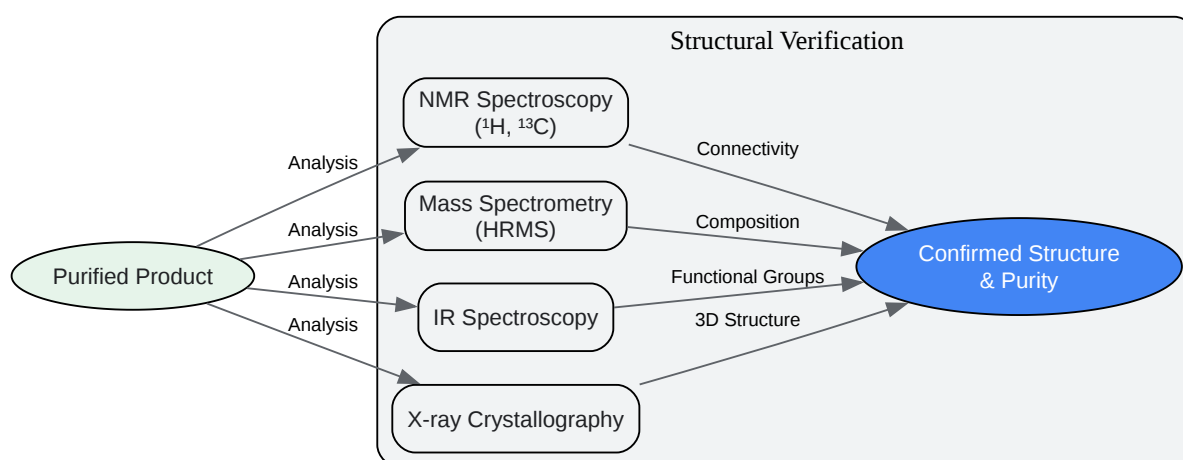 Structural Verification
NMR Spectroscopy
(¹H, ¹³C)
Analysis
Connectivity
Mass Spectrometry
(HRMS)
Analysis
Composition
Purified Product
Confirmed Structure
& Purity
Analysis
Functional Groups
IR Spectroscopy
Analysis
3D Structure
X-ray Crystallography